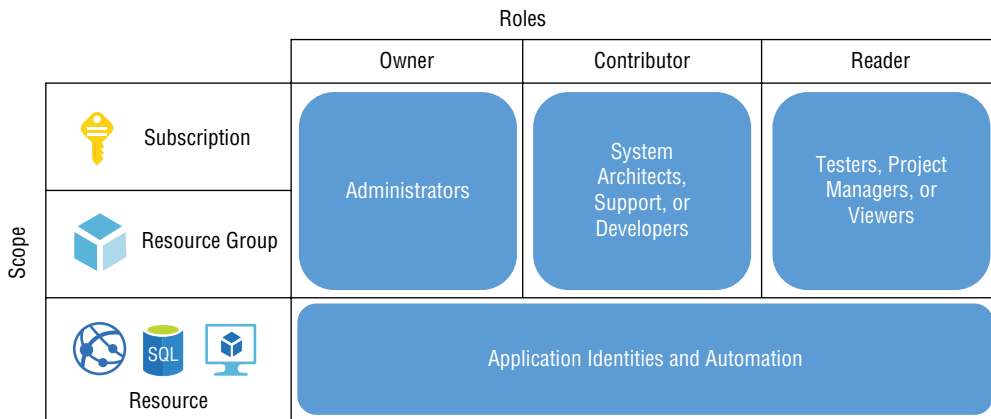 Roles
Owner
Contributor
Reader
Scope
Subscription
Administrators
System
Architects,
Support, or
Developers
Testers, Project
Managers, or
Viewers
Resource Group
SQL
Resource
Application Identities and Automation